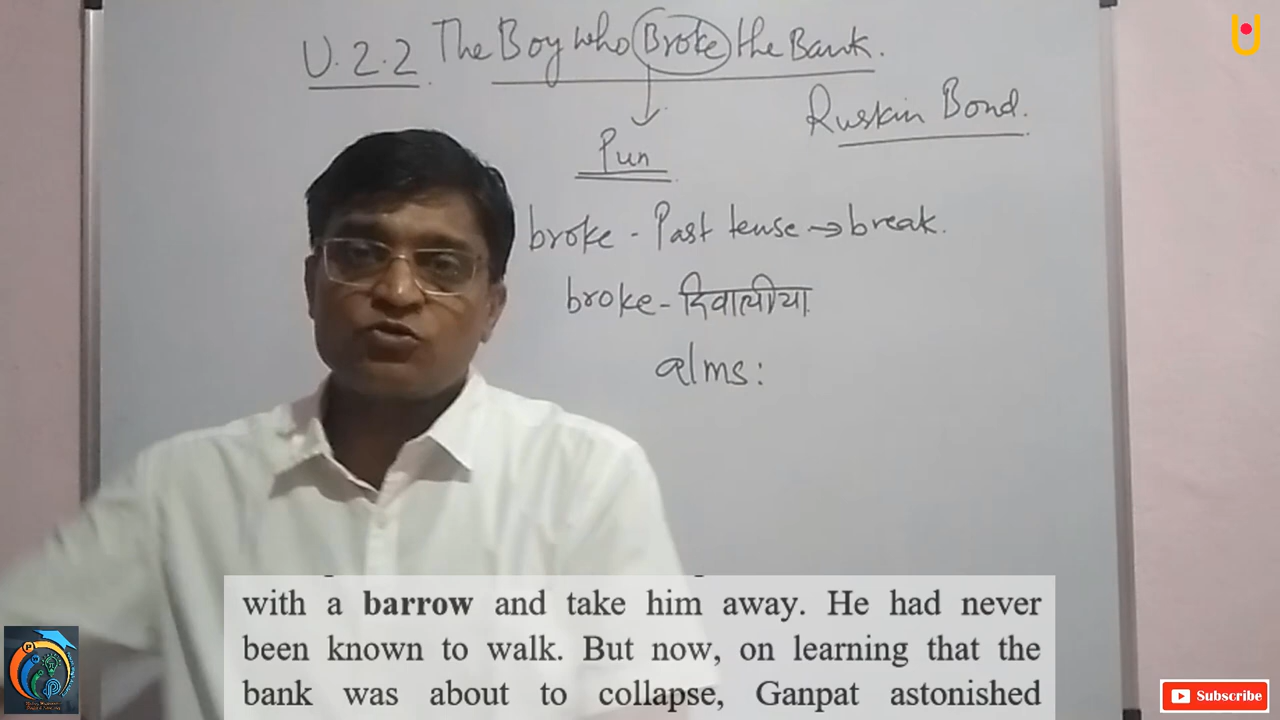 U.2.2 The Boy who Broke the Bank.
Ruskin Bond.
Pun
broke - Past tense → break.
broke - दिवालीया
alms:
with a barrow and take him away. He had never
been known to walk. But now, on learning that the
bank was about to collapse, Ganpat astonished
Subscribe